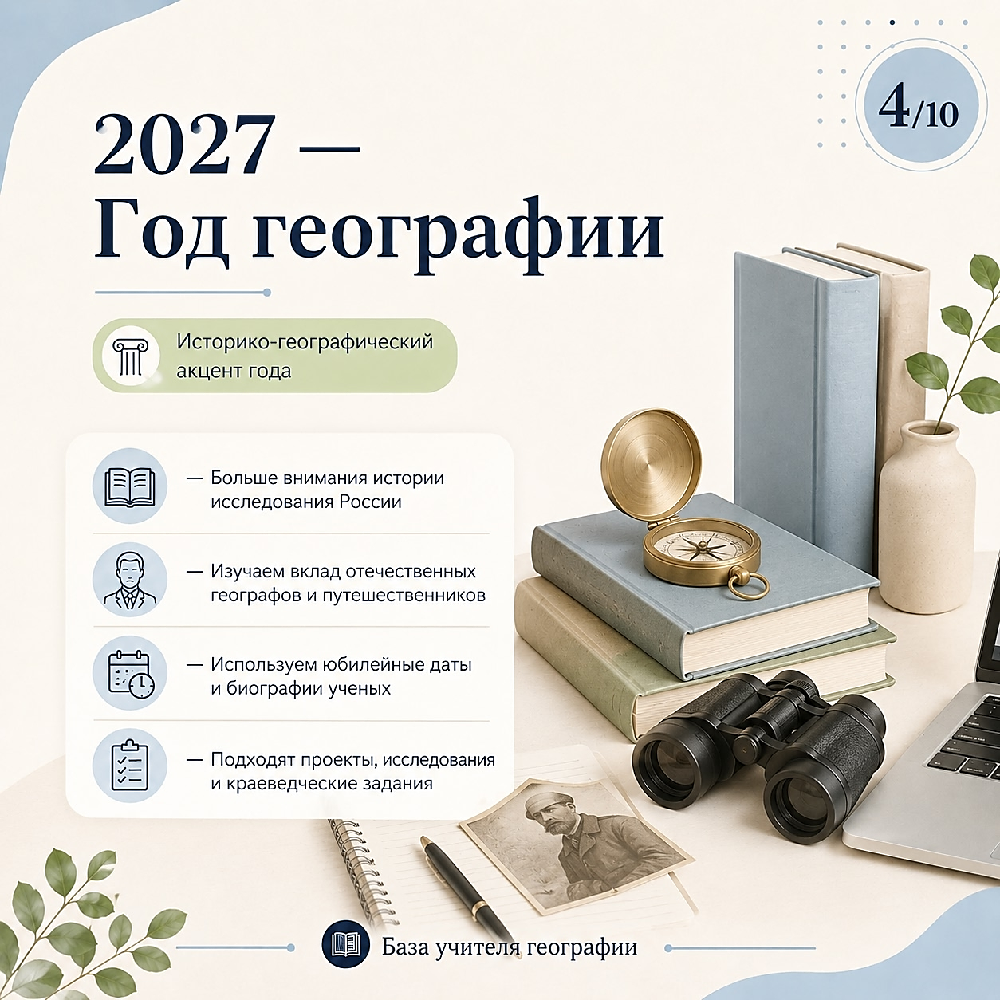 4/10
2027 —
Год географии
Историко-географический
акцент года
— Больше внимания истории
исследования России
— Изучаем вклад отечественных
географов и путешественников
— Используем юбилейные даты
и биографии ученых
— Подходят проекты, исследования
и краеведческие задания
База учителя географии